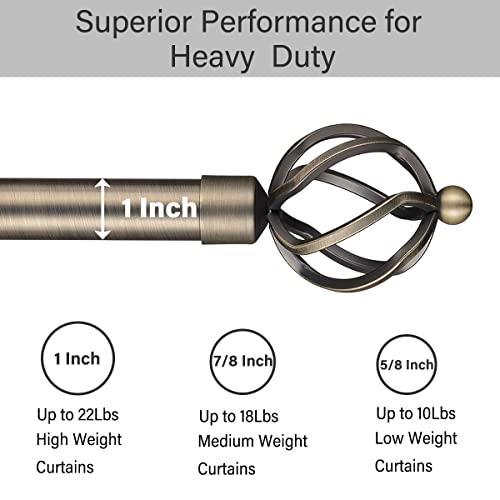 Superior Performance for
Heavy Duty
1 Inch
1 Inch
Up to 22Lbs
High Weight
Curtains
7/8 Inch
Up to 18Lbs
Medium Weight
Curtains
5/8 Inch
Up to 10Lbs
Low Weight
Curtains